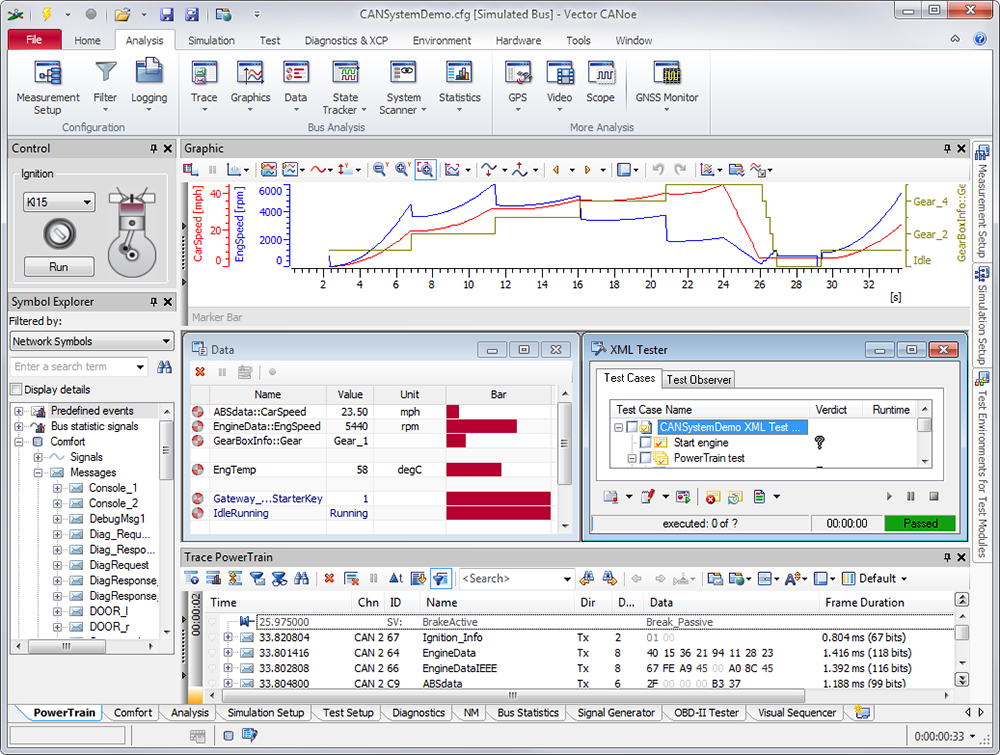 CANSystemDemo.cfg [Simulated Bus] - Vector CANoe
File Home Analysis Simulation Test Diagnostics & XCP Environment Hardware Tools Window
Measurement Setup Filter Logging Trace Graphics Data State Tracker System Scanner Statistics GPS Video Scope GNSS Monitor
Configuration Bus Analysis More Analysis
Control
Ignition
Kl15
Run
Symbol Explorer
Filtered by:
Network Symbols
Enter a search term
Display details
Predefined events
Bus statistic signals
Comfort
Signals
Messages
Console_1
Console_2
DebugMsg1
Diag_Requ...
Diag_Respo...
DiagRequest
DiagResponse_
DiagResponse_
DOOR_l
DOOR_r
Graphic
CarSpeed [mph]
40
20
0
EngSpeed [rpm]
6000
4000
2000
0
Gear_4
Gear_2
Idle
GearBoxInfo::Ge
2 4 6 8 10 12 14 16 18 20 22 24 26 28 30 32
[s]
Marker Bar
Data
Name Value Unit Bar
ABSdata::CarSpeed 23.50 mph
EngineData::EngSpeed 5440 rpm
GearBoxInfo::Gear Gear_1
EngTemp 58 degC
Gateway_...StarterKey 1
IdleRunning Running
XML Tester
Test Cases Test Observer
Test Case Name Verdict Runtime
CANSystemDemo XML Test ...
Start engine ?
PowerTrain test
executed: 0 of ? 00:00:00 Passed
Trace PowerTrain
<Search> Default
00:00:02
Time Chn ID Name Dir D... Data Frame Duration
25.975000 SV: BrakeActive Break_Passive
33.820804 CAN 2 67 Ignition_Info Tx 2 01 00 0.804 ms (67 bits)
33.801416 CAN 2 64 EngineData Tx 8 40 15 36 21 94 11 28 23 1.416 ms (118 bits)
33.802808 CAN 2 66 EngineDataIEEE Tx 8 67 FE A9 45 00 A0 8C 45 1.392 ms (116 bits)
33.804800 CAN 2 C9 ABSdata Tx 6 2F 00 00 00 B3 37 1.188 ms (99 bits)
Measurement Setup
Simulation Setup
Test Environments for Test Modules
PowerTrain Comfort Analysis Simulation Setup Test Setup Diagnostics NM Bus Statistics Signal Generator OBD-II Tester Visual Sequencer
0:00:00:33